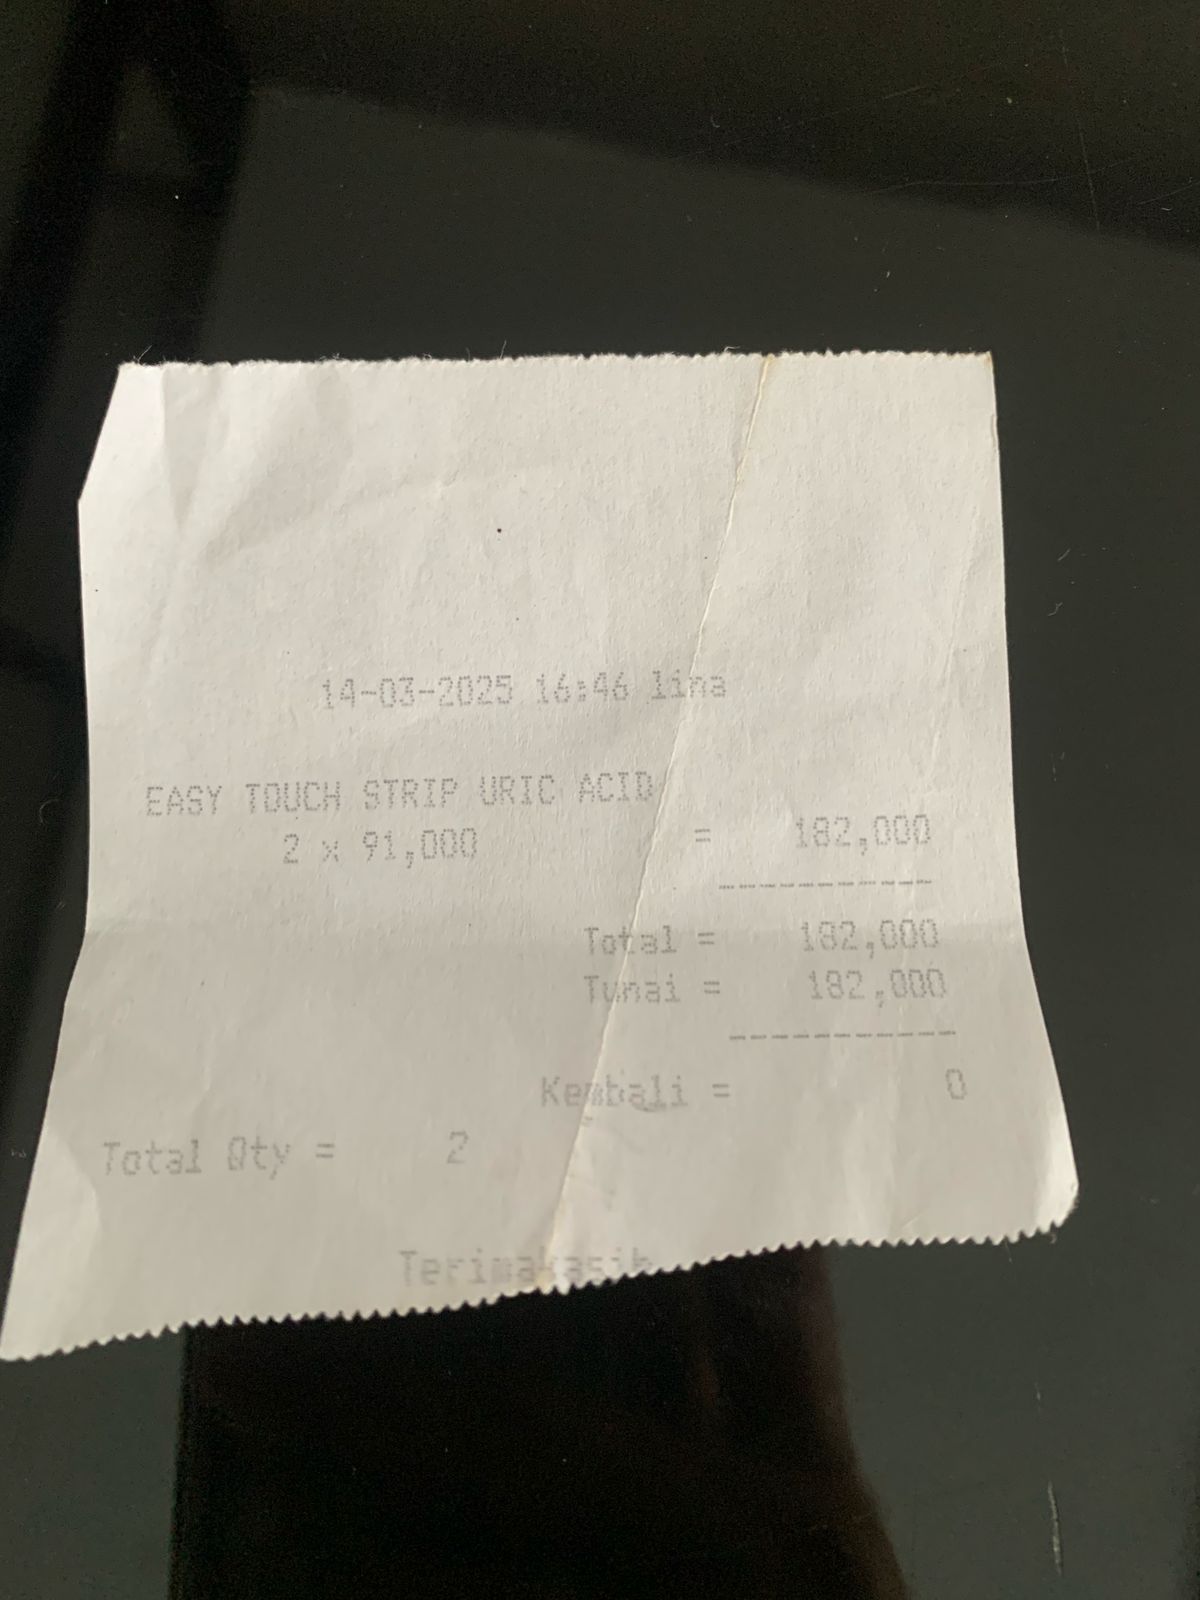 14-03-2025 16:46 lina
EASY TOUCH STRIP URIC ACID
2 x 91,000 = 182,000
Total = 182,000
Tunai = 182,000
Kembali = 0
Total Qty = 2
Terimakasih